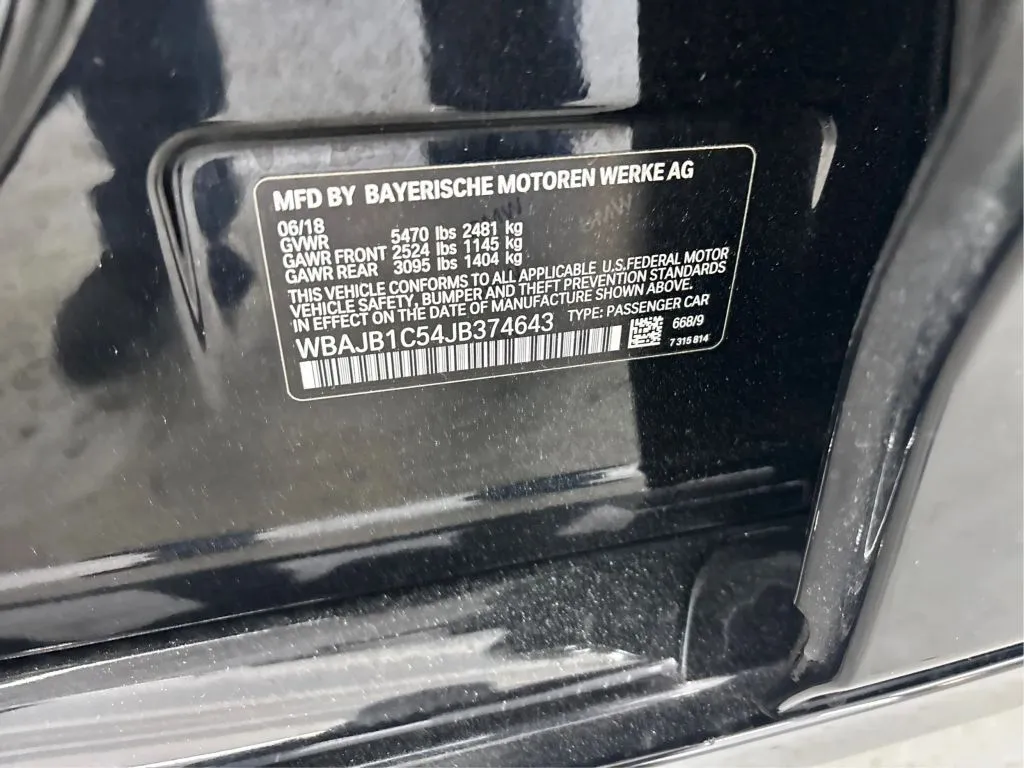 MFD BY BAYERISCHE MOTOREN WERKE AG
06/18
GVWR 5470 lbs 2481 kg
GAWR FRONT 2524 lbs 1145 kg
GAWR REAR 3095 lbs 1404 kg
THIS VEHICLE CONFORMS TO ALL APPLICABLE U.S.FEDERAL MOTOR
VEHICLE SAFETY, BUMPER AND THEFT PREVENTION STANDARDS
IN EFFECT ON THE DATE OF MANUFACTURE SHOWN ABOVE.
WBAJB1C54JB374643 TYPE: PASSENGER CAR
668/9
7 315 814